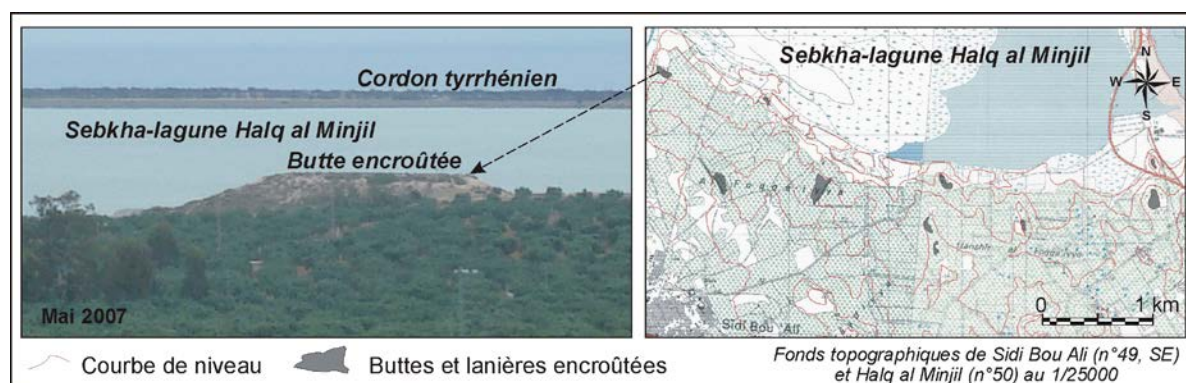 Cordon tyrrhénien
Sebkha-lagune Halq al Minjil
Butte encroûtée
Mai 2007
Sebkha-lagune Halq al Minjil
N
W E
S
Sidi Bou 'Ali
0 1 km
Courbe de niveau
Buttes et lanières encroûtées
Fonds topographiques de Sidi Bou Ali (n°49, SE)
et Halq al Minjil (n°50) au 1/25000